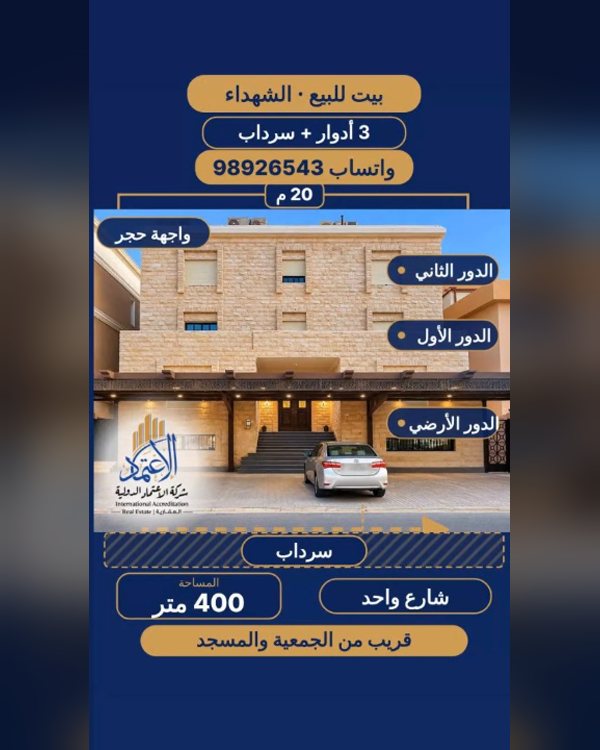 بيت للبيع · الشهداء
3 أدوار + سرداب
واتساب 98926543
20 م
واجهة حجر
الدور الثاني
الدور الأول
الدور الأرضي
الاعتماد
شركة الاعتماد الدولية
International Accreditation
Real Estate | العقارية
سرداب
المساحة
400 متر
شارع واحد
قريب من الجمعية والمسجد